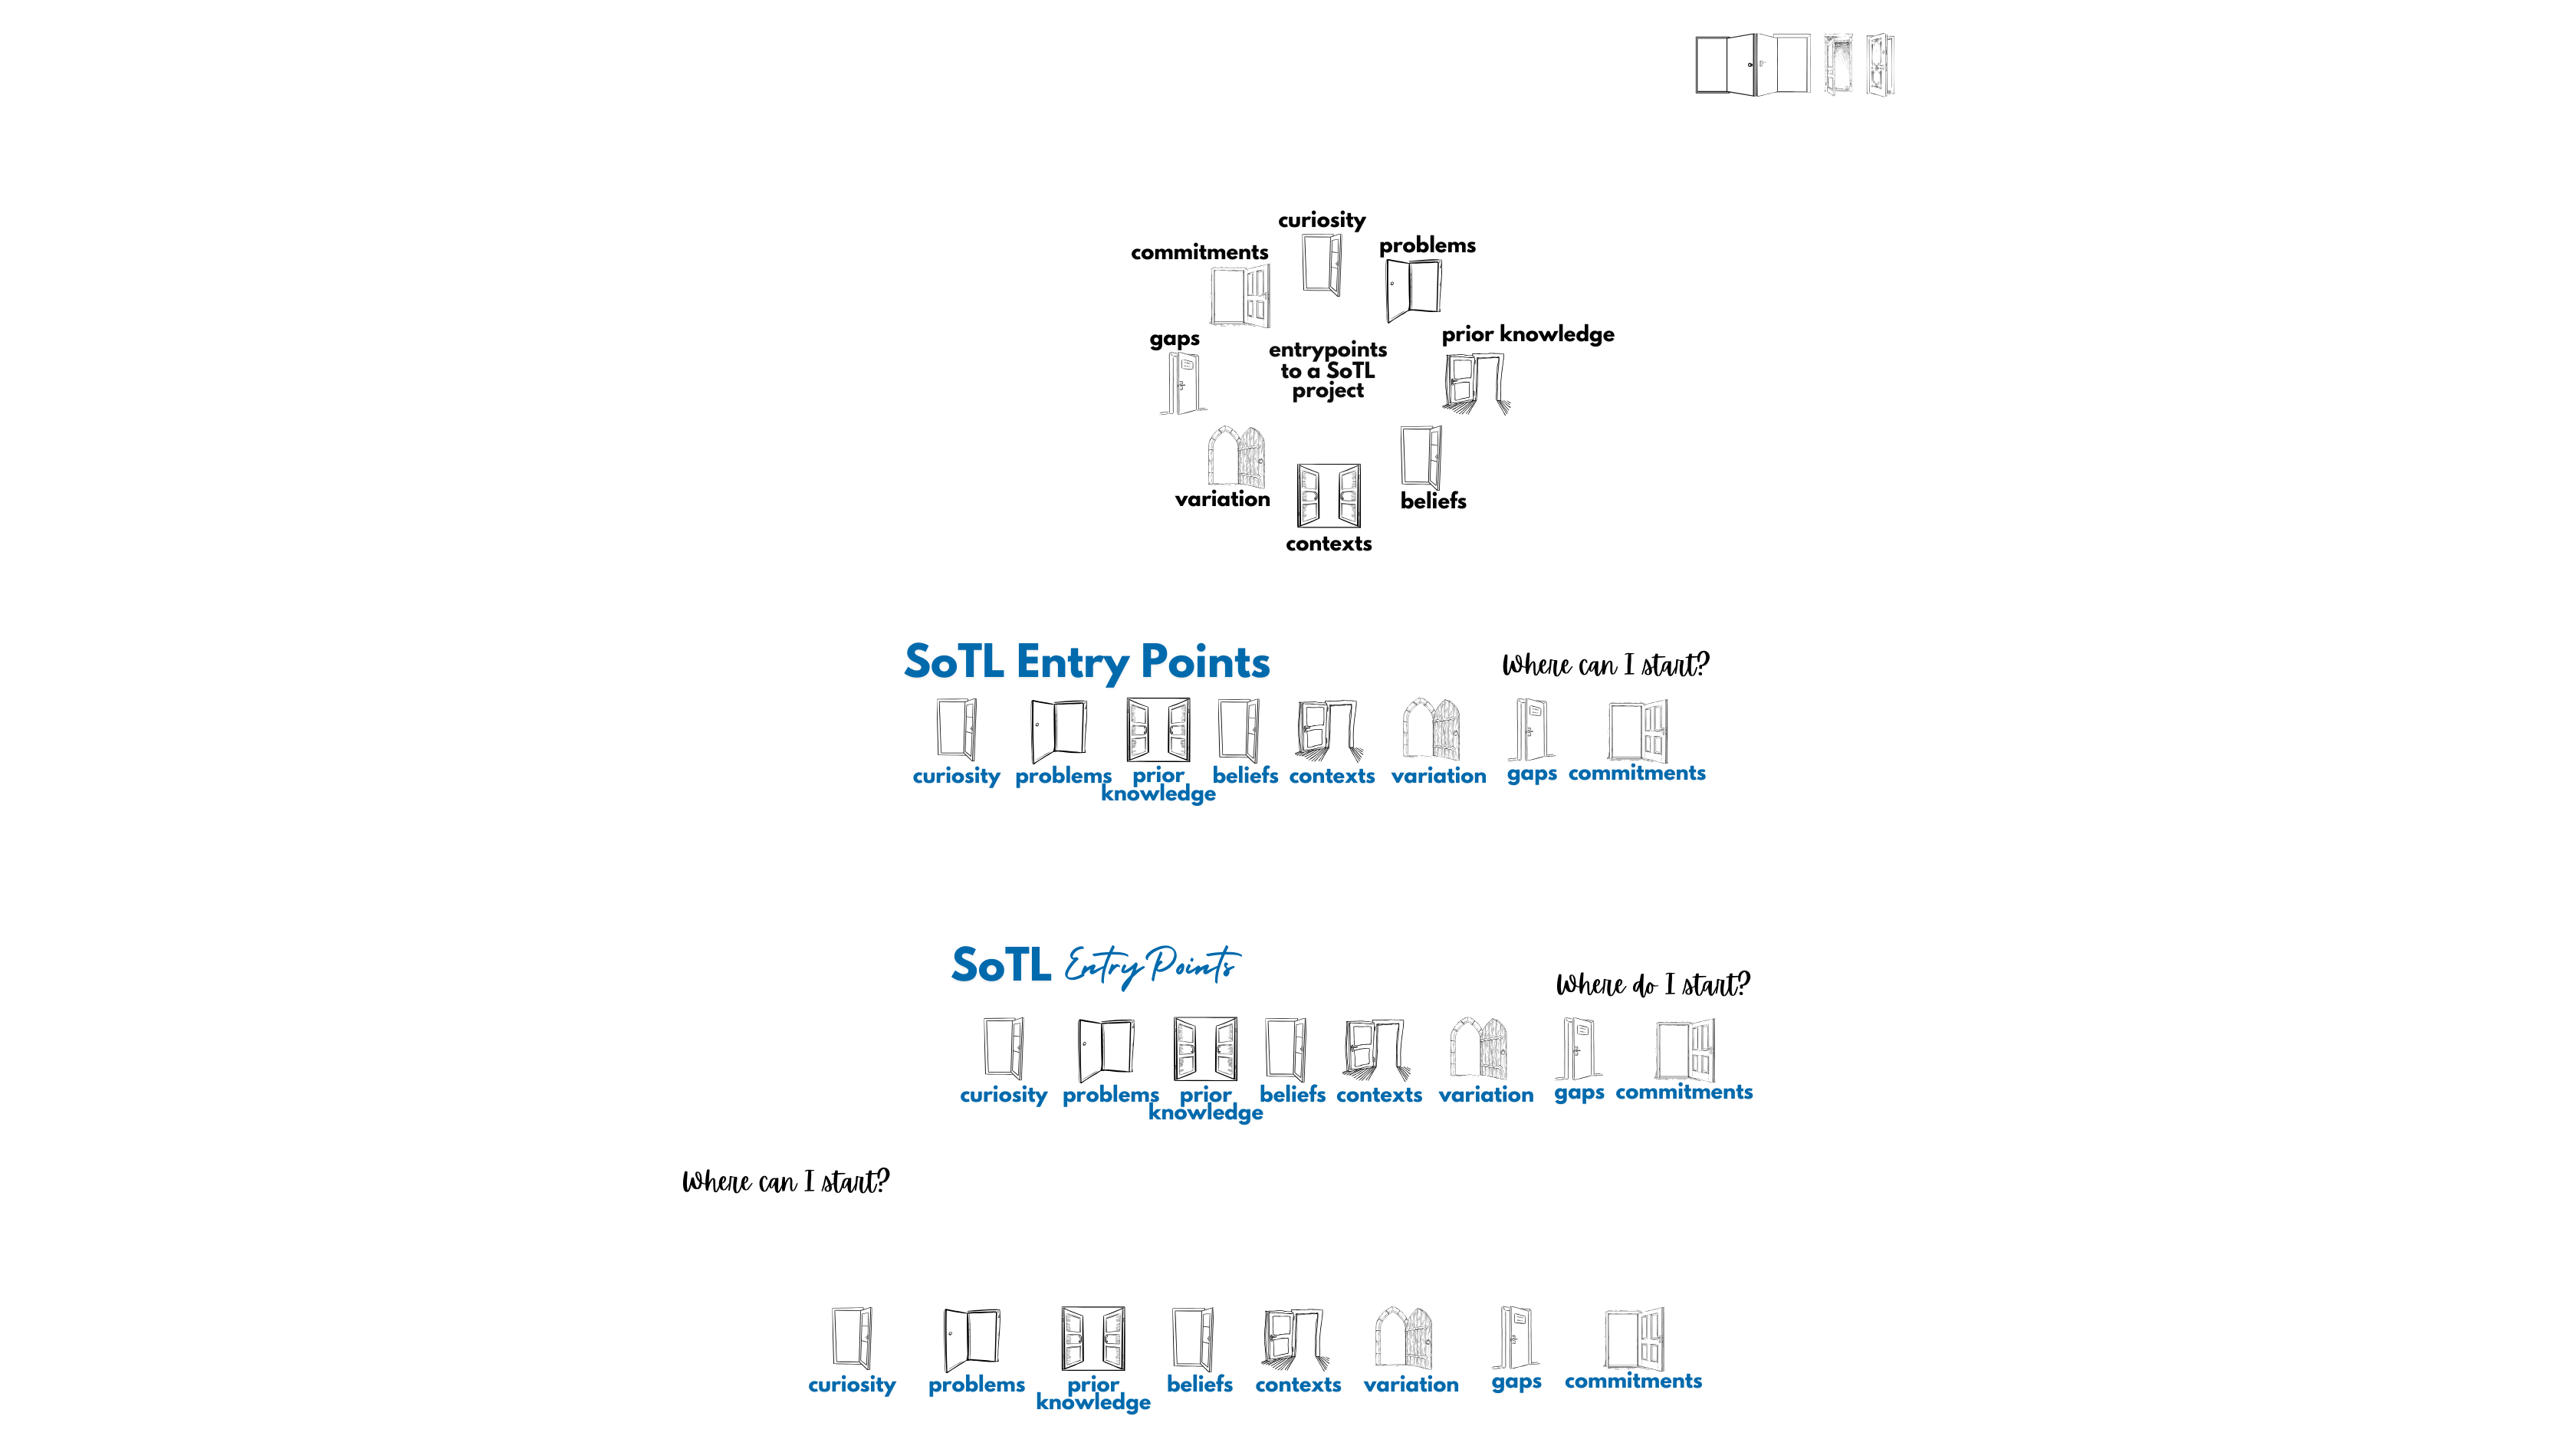 curiosity
commitments
problems
gaps
prior knowledge
entrypoints
to a SoTL
project
variation
beliefs
contexts
SoTL Entry Points
Where can I start?
curiosity problems prior knowledge beliefs contexts variation gaps commitments
SoTL Entry Points
Where do I start?
curiosity problems prior knowledge beliefs contexts variation gaps commitments
Where can I start?
curiosity problems prior knowledge beliefs contexts variation gaps commitments